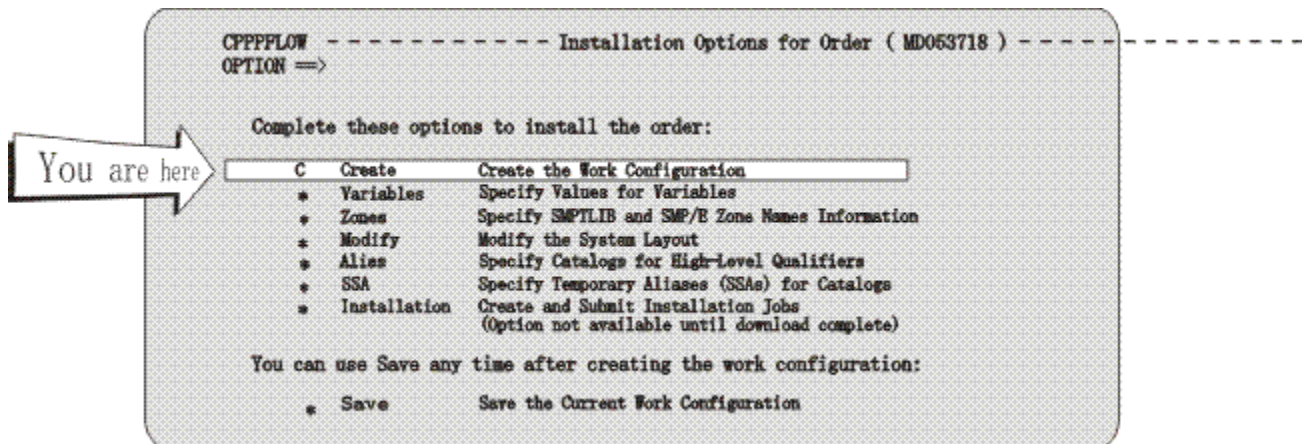 CPPPFLOW - - - - - - - - - - - Installation Options for Order ( MD053718 ) - - - - - - - - - - - - - -
OPTION ==>
Complete these options to install the order:
You are here
C Create Create the Work Configuration
* Variables Specify Values for Variables
* Zones Specify SMPTLIB and SMP/E Zone Names Information
* Modify Modify the System Layout
* Alias Specify Catalogs for High-Level Qualifiers
* SSA Specify Temporary Aliases (SSAs) for Catalogs
* Installation Create and Submit Installation Jobs
(Option not available until download complete)
You can use Save any time after creating the work configuration:
* Save Save the Current Work Configuration